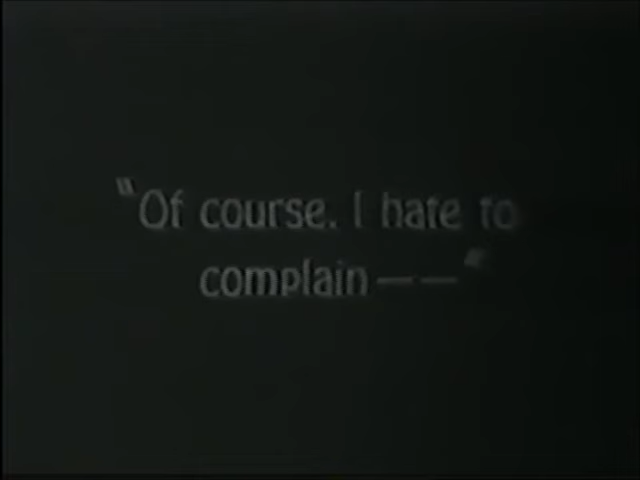 "Of course. I hate to
complain — —"